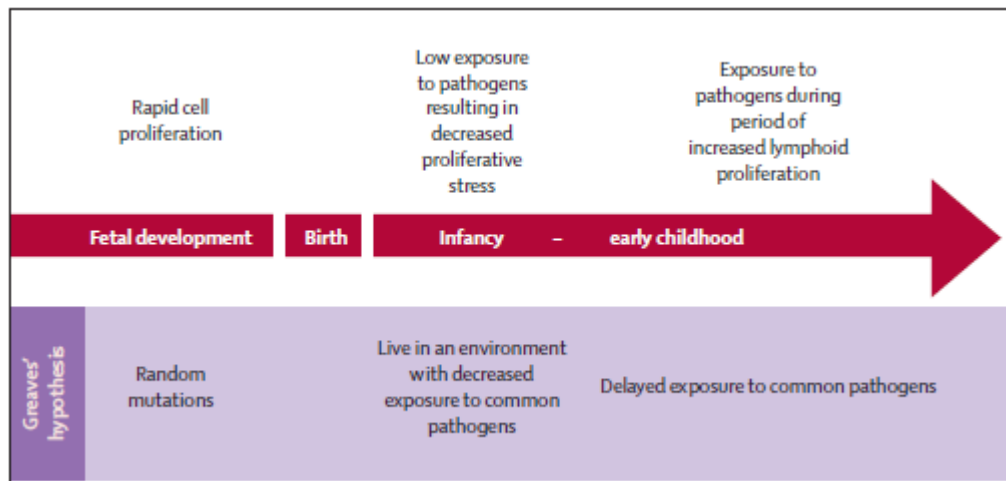 Rapid cell
proliferation
Low exposure
to pathogens
resulting in
decreased
proliferative
stress
Exposure to
pathogens during
period of
increased lymphoid
proliferation
Fetal development
Birth
Infancy – early childhood
Greaves'
hypothesis
Random
mutations
Live in an environment
with decreased
exposure to common
pathogens
Delayed exposure to common pathogens